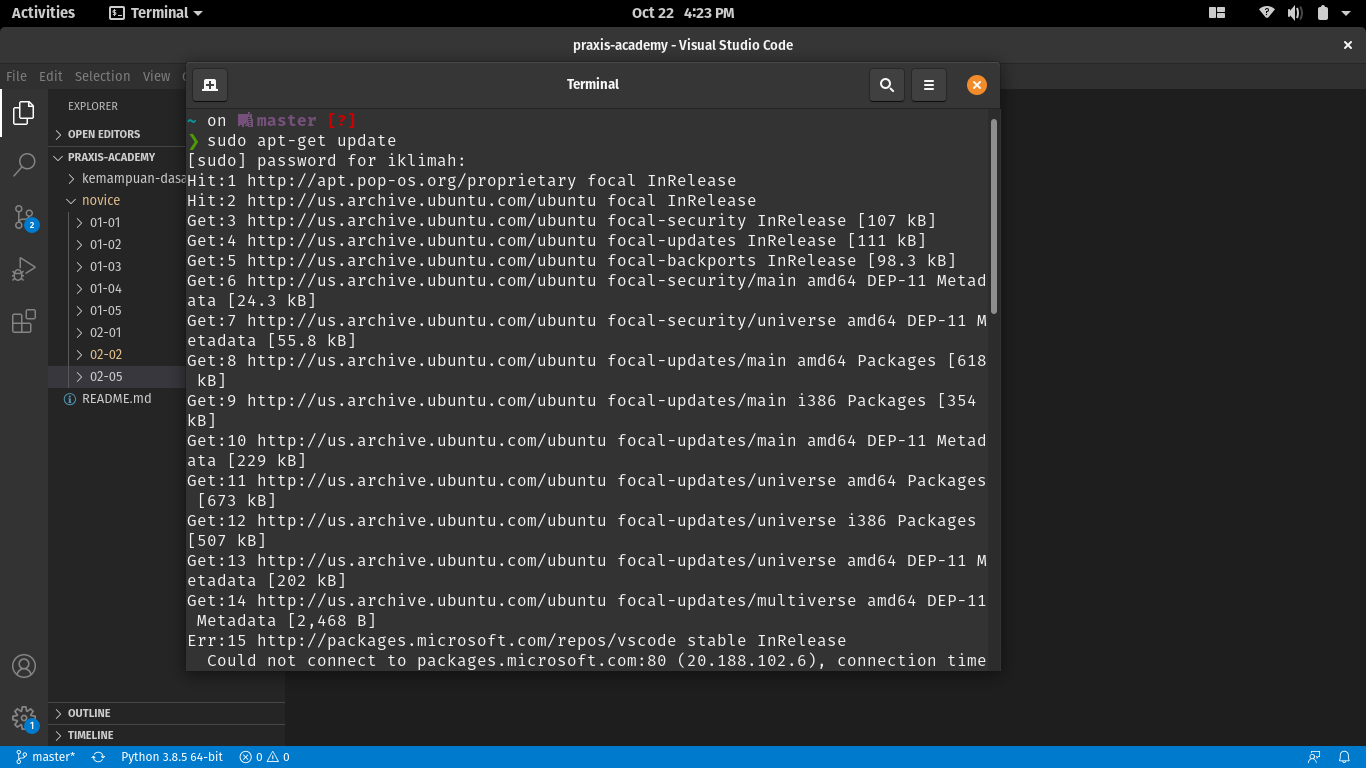 Activities
Terminal
Oct 22 4:23 PM
praxis-academy - Visual Studio Code
File Edit Selection View
Terminal
EXPLORER
OPEN EDITORS
PRAXIS-ACADEMY
kemampuan-dasa
novice
01-01
01-02
01-03
01-04
01-05
02-01
02-02
02-05
README.md
2
1
OUTLINE
TIMELINE
~ on master [?]
❯ sudo apt-get update
[sudo] password for iklimah:
Hit:1 http://apt.pop-os.org/proprietary focal InRelease
Hit:2 http://us.archive.ubuntu.com/ubuntu focal InRelease
Get:3 http://us.archive.ubuntu.com/ubuntu focal-security InRelease [107 kB]
Get:4 http://us.archive.ubuntu.com/ubuntu focal-updates InRelease [111 kB]
Get:5 http://us.archive.ubuntu.com/ubuntu focal-backports InRelease [98.3 kB]
Get:6 http://us.archive.ubuntu.com/ubuntu focal-security/main amd64 DEP-11 Metad
ata [24.3 kB]
Get:7 http://us.archive.ubuntu.com/ubuntu focal-security/universe amd64 DEP-11 M
etadata [55.8 kB]
Get:8 http://us.archive.ubuntu.com/ubuntu focal-updates/main amd64 Packages [618
kB]
Get:9 http://us.archive.ubuntu.com/ubuntu focal-updates/main i386 Packages [354
kB]
Get:10 http://us.archive.ubuntu.com/ubuntu focal-updates/main amd64 DEP-11 Metad
ata [229 kB]
Get:11 http://us.archive.ubuntu.com/ubuntu focal-updates/universe amd64 Packages
[673 kB]
Get:12 http://us.archive.ubuntu.com/ubuntu focal-updates/universe i386 Packages
[507 kB]
Get:13 http://us.archive.ubuntu.com/ubuntu focal-updates/universe amd64 DEP-11 M
etadata [202 kB]
Get:14 http://us.archive.ubuntu.com/ubuntu focal-updates/multiverse amd64 DEP-11
Metadata [2,468 B]
Err:15 http://packages.microsoft.com/repos/vscode stable InRelease
Could not connect to packages.microsoft.com:80 (20.188.102.6), connection time
master* Python 3.8.5 64-bit 0 0